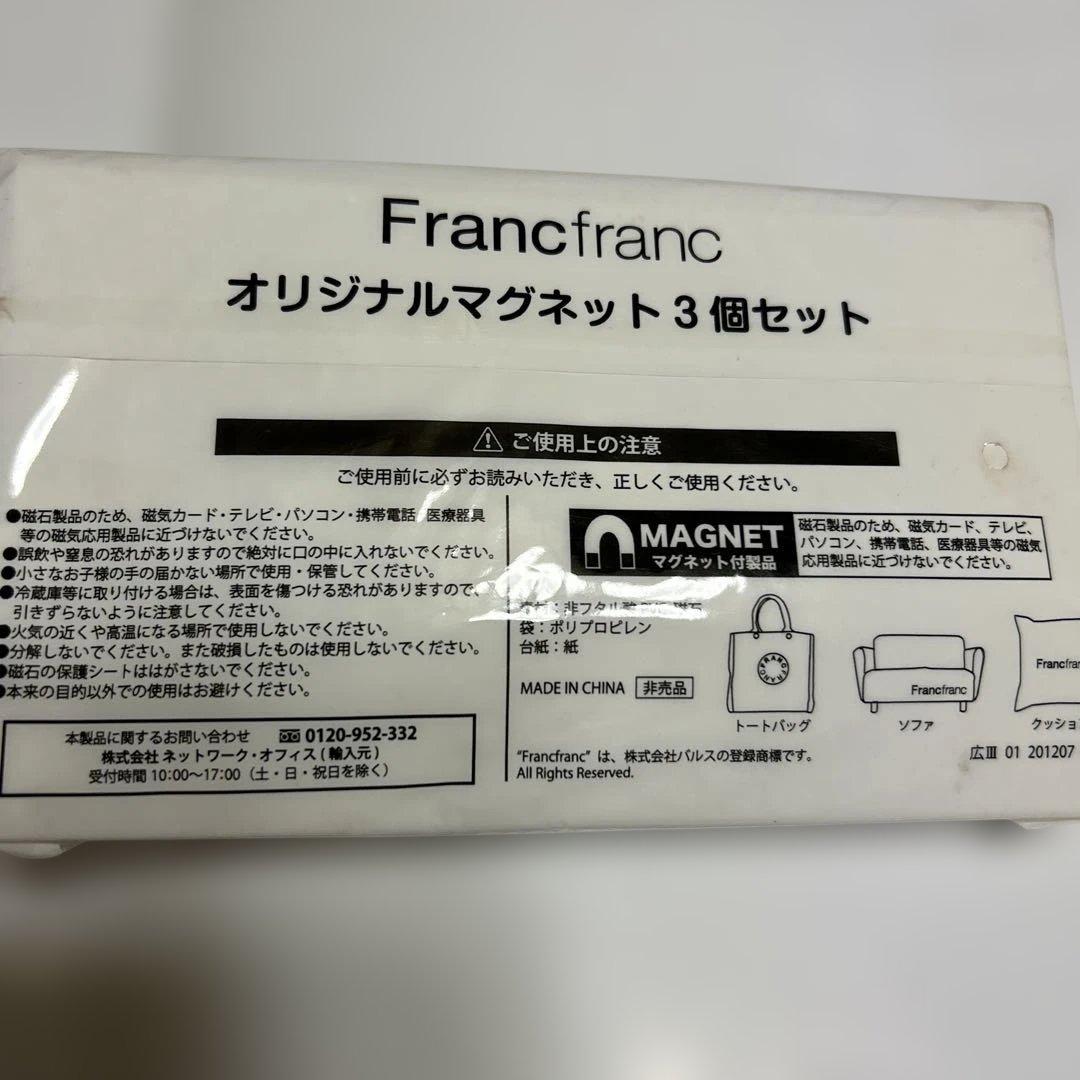 Francfranc
オリジナルマグネット3個セット
ご使用上の注意
ご使用前に必ずお読みいただき、正しくご使用ください。
●磁石製品のため、磁気カード・テレビ・パソコン・携帯電話 医療器具
等の磁気応用製品に近づけないでください。
●誤飲や窒息の恐れがありますので絶対に口の中に入れないでください。
●小さなお子様の手の届かない場所で使用・保管してください。
●冷蔵庫等に取り付ける場合は、表面を傷つける恐れがありますので、
引きずらないように注意してください。
●火気の近くや高温になる場所で使用しないでください。
●分解しないでください。また破損したものは使用しないでください。
●磁石の保護シートははがさないでください。
●本来の目的以外での使用はお避けください。
本製品に関するお問い合わせ 0120-952-332
株式会社 ネットワーク・オフィス(輸入元)
受付時間 10:00〜17:00(土・日・祝日を除く)
MAGNET
マグネット付製品
磁石製品のため、磁気カード、テレビ、
パソコン、携帯電話、医療器具等の磁気
応用製品に近づけないでください。
非フタル
袋:ポリプロピレン
台紙:紙
MADE IN CHINA 非売品
FRANC FRANC
トートバッグ
Francfranc
ソファ
Francfran
クッショ
"Francfranc" は、株式会社バルスの登録商標です。
All Rights Reserved.
広Ⅲ 01 201207